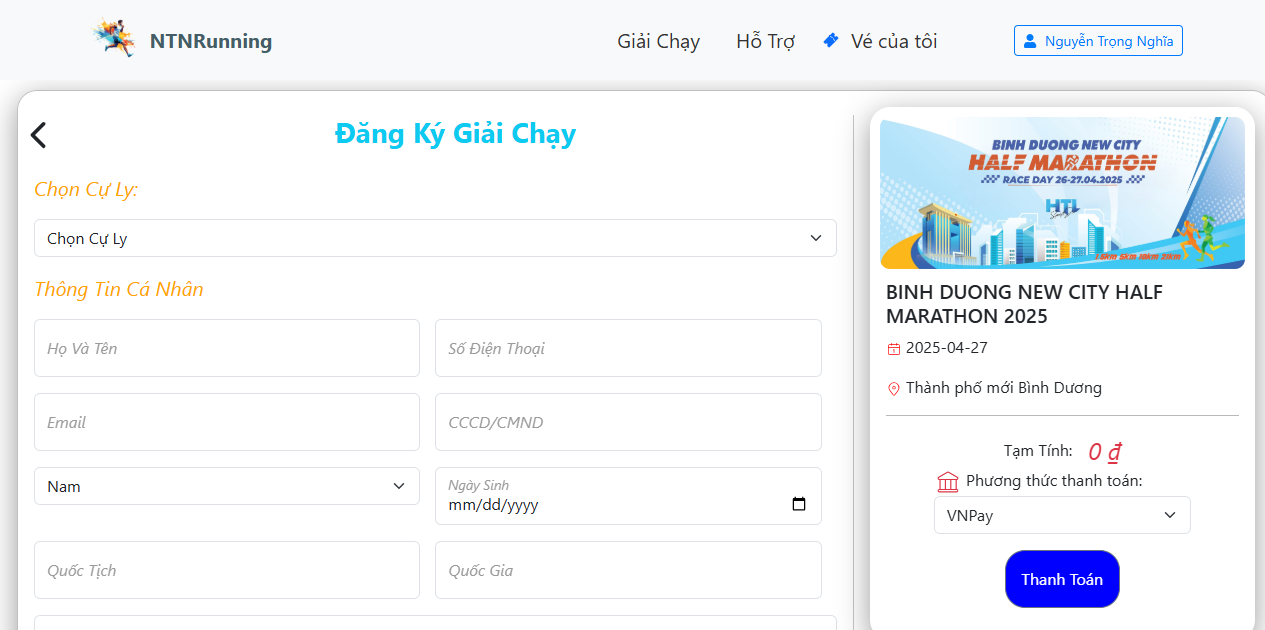 NTNRunning
Giải Chạy
Hỗ Trợ
Vé của tôi
Nguyễn Trọng Nghĩa
Đăng Ký Giải Chạy
Chọn Cự Ly:
Chọn Cự Ly
Thông Tin Cá Nhân
Họ Và Tên
Số Điện Thoại
Email
CCCD/CMND
Nam
Ngày Sinh
mm/dd/yyyy
Quốc Tịch
Quốc Gia
BINH DUONG NEW CITY
HALF MARATHON
RACE DAY 26-27.04.2025
HTL
1.5km 5km 10km 21km
BINH DUONG NEW CITY HALF
MARATHON 2025
2025-04-27
Thành phố mới Bình Dương
Tạm Tính: 0 ₫
Phương thức thanh toán:
VNPay
Thanh Toán